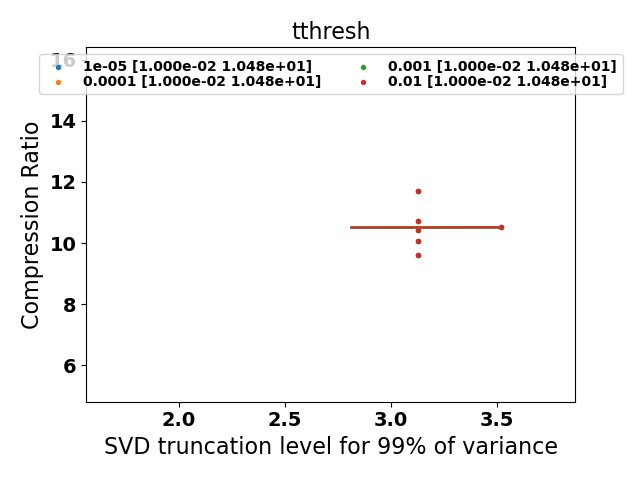 tthresh
1e-05 [1.000e-02 1.048e+01]
0.0001 [1.000e-02 1.048e+01]
0.001 [1.000e-02 1.048e+01]
0.01 [1.000e-02 1.048e+01]
16
14
12
10
8
6
Compression Ratio
2.0 2.5 3.0 3.5
SVD truncation level for 99% of variance